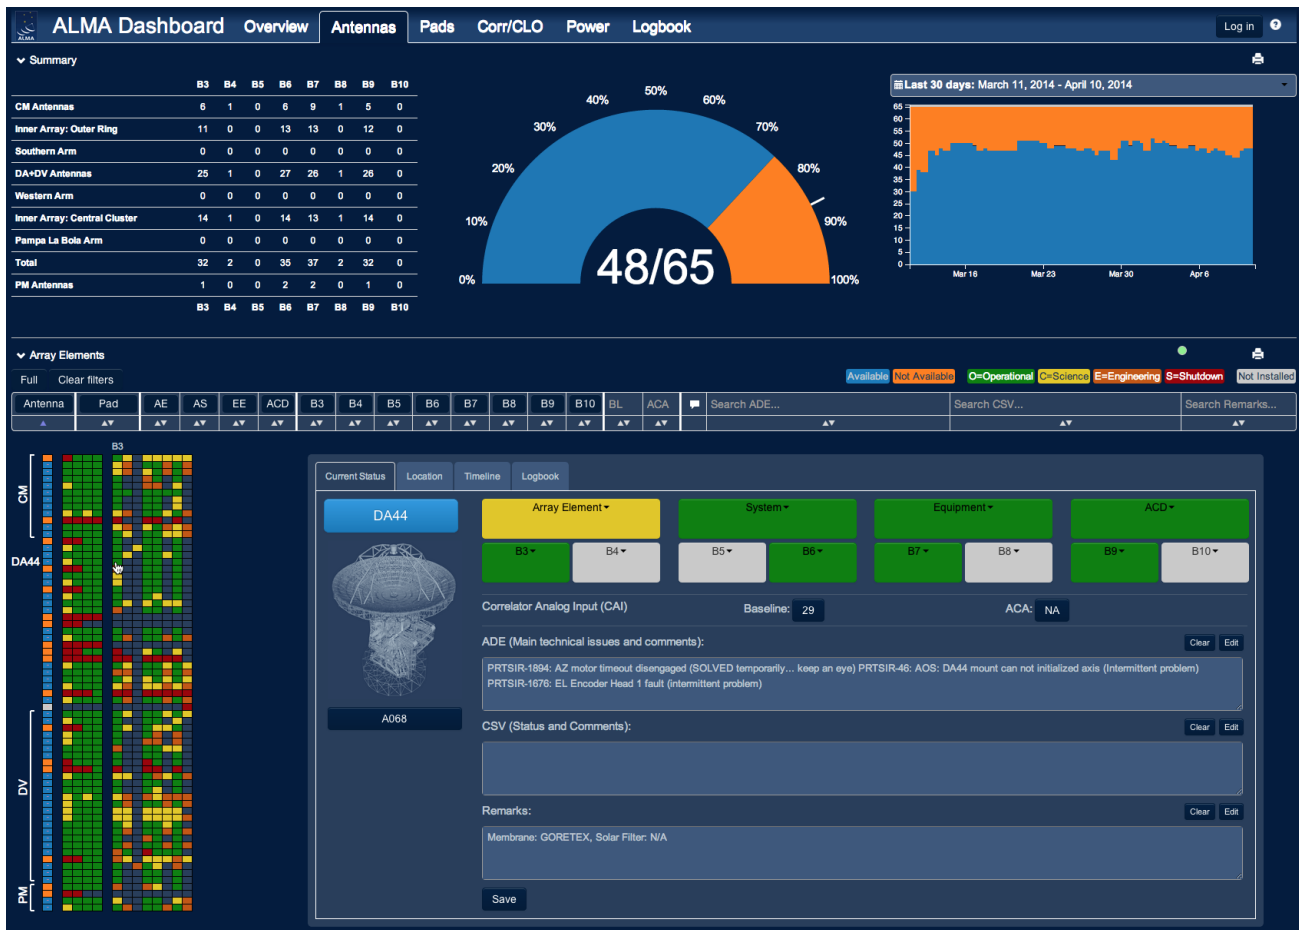 ALMA
ALMA Dashboard Overview Antennas Pads Corr/CLO Power Logbook Log in ?
Summary
B3 B4 B5 B6 B7 B8 B9 B10
CM Antennas 6 1 0 6 9 1 5 0
Inner Array: Outer Ring 11 0 0 13 13 0 12 0
Southern Arm 0 0 0 0 0 0 0 0
DA+DV Antennas 25 1 0 27 26 1 26 0
Western Arm 0 0 0 0 0 0 0 0
Inner Array: Central Cluster 14 1 0 14 13 1 14 0
Pampa La Bola Arm 0 0 0 0 0 0 0 0
Total 32 2 0 35 37 2 32 0
PM Antennas 1 0 0 2 2 0 1 0
B3 B4 B5 B6 B7 B8 B9 B10
0% 10% 20% 30% 40% 50% 60% 70% 80% 90% 100%
48/65
Last 30 days: March 11, 2014 - April 10, 2014
65
60
55
50
45
40
35
30
25
20
15
10
5
0
Mar 16 Mar 23 Mar 30 Apr 6
Array Elements
Full Clear filters
Available Not Available O=Operational C=Science E=Engineering S=Shutdown Not Installed
Antenna Pad AE AS EE ACD B3 B4 B5 B6 B7 B8 B9 B10 BL ACA Search ADE... Search CSV... Search Remarks...
B3
CM
DA44
DV
PM
Current Status Location Timeline Logbook
DA44
Array Element System Equipment ACD
B3 B4 B5 B6 B7 B8 B9 B10
Correlator Analog Input (CAI) Baseline: 29 ACA: NA
ADE (Main technical issues and comments): Clear Edit
PRTSIR-1894: AZ motor timeout disengaged (SOLVED temporarily... keep an eye) PRTSIR-46: AOS: DA44 mount can not initialized axis (Intermittent problem)
PRTSIR-1676: EL Encoder Head 1 fault (intermittent problem)
A068
CSV (Status and Comments): Clear Edit
Remarks: Clear Edit
Membrane: GORETEX, Solar Filter: N/A
Save